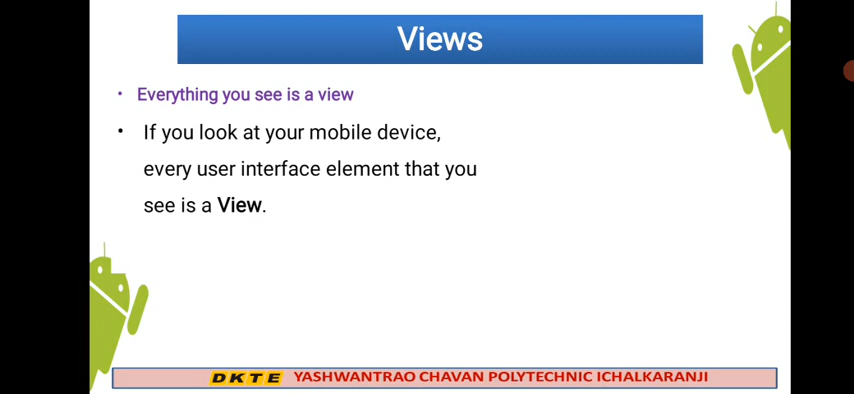 Views
• Everything you see is a view
• If you look at your mobile device,
every user interface element that you
see is a View.
DKTE YASHWANTRAO CHAVAN POLYTECHNIC ICHALKARANJI